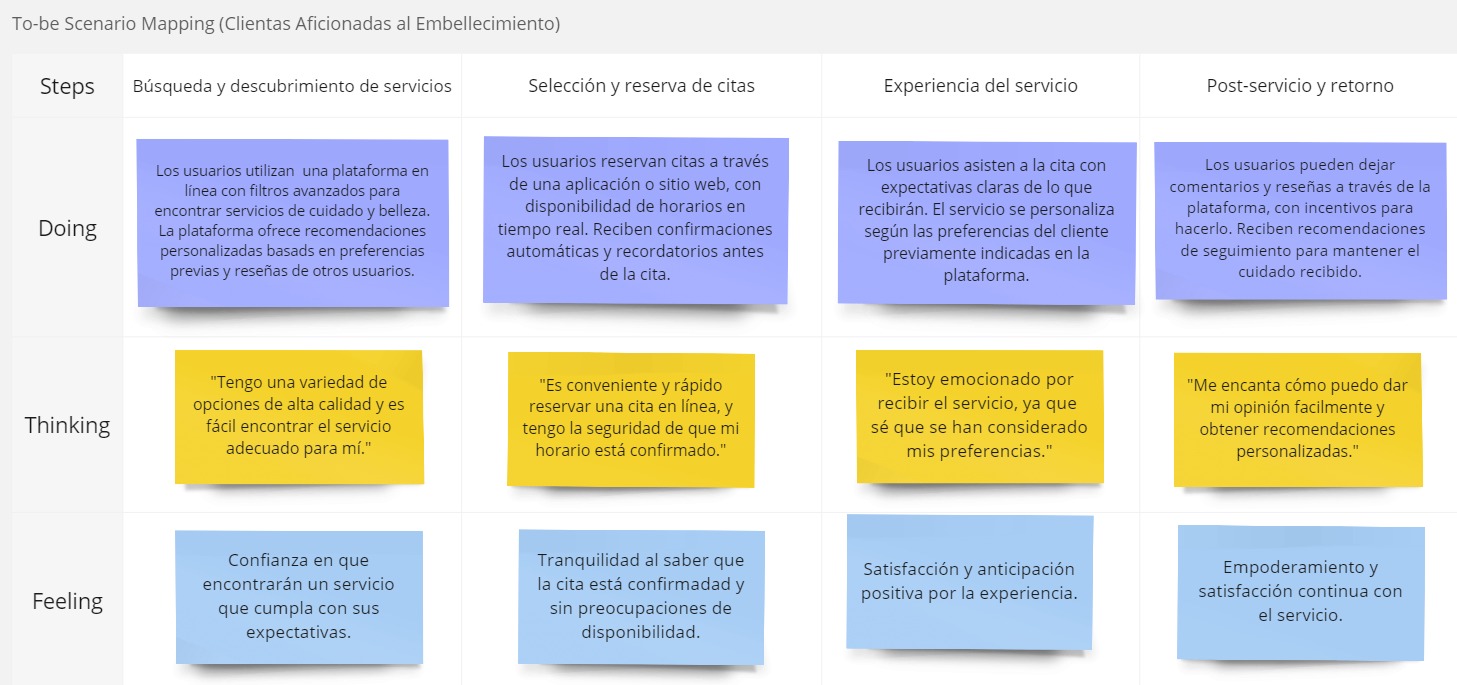 To-be Scenario Mapping (Clientas Aficionadas al Embellecimiento)
Steps
Búsqueda y descubrimiento de servicios
Selección y reserva de citas
Experiencia del servicio
Post-servicio y retorno
Doing
Los usuarios utilizan una plataforma en
línea con filtros avanzados para
encontrar servicios de cuidado y belleza.
La plataforma ofrece recomendaciones
personalizadas basads en preferencias
previas y reseñas de otros usuarios.
Los usuarios reservan citas a través
de una aplicación o sitio web, con
disponibilidad de horarios en
tiempo real. Reciben confirmaciones
automáticas y recordatorios antes
de la cita.
Los usuarios asisten a la cita con
expectativas claras de lo que
recibirán. El servicio se personaliza
según las preferencias del cliente
previamente indicadas en la
plataforma.
Los usuarios pueden dejar
comentarios y reseñas a través de la
plataforma, con incentivos para
hacerlo. Reciben recomendaciones
de seguimiento para mantener el
cuidado recibido.
Thinking
"Tengo una variedad de
opciones de alta calidad y es
fácil encontrar el servicio
adecuado para mí."
"Es conveniente y rápido
reservar una cita en línea, y
tengo la seguridad de que mi
horario está confirmado."
"Estoy emocionado por
recibir el servicio, ya que
sé que se han considerado
mis preferencias."
"Me encanta cómo puedo dar
mi opinión facilmente y
obtener recomendaciones
personalizadas."
Feeling
Confianza en que
encontrarán un servicio
que cumpla con sus
expectativas.
Tranquilidad al saber que
la cita está confirmadad y
sin preocupaciones de
disponibilidad.
Satisfacción y anticipación
positiva por la experiencia.
Empoderamiento y
satisfacción continua con
el servicio.